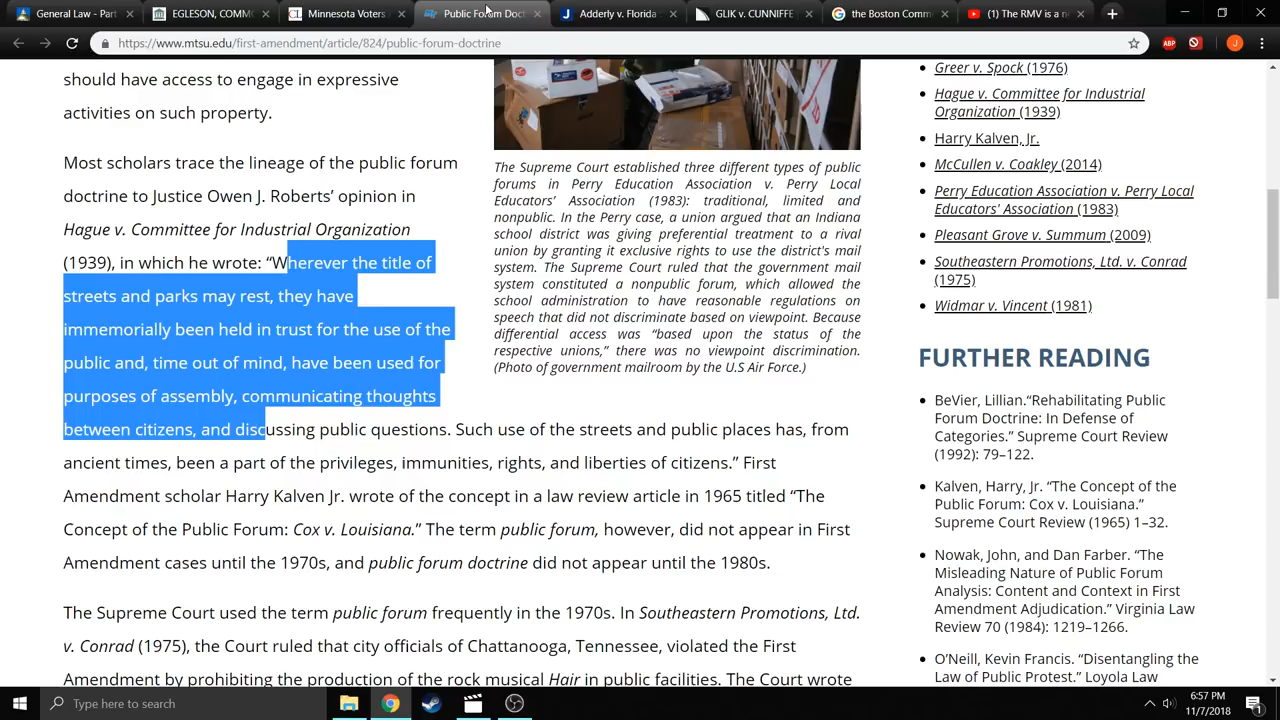 General Law - Part
EGLESON, COMM
Minnesota Voters
Public Forum Doct
Adderly v. Florida
GLIK v. CUNNIFFE
the Boston Comm
(1) The RMV is a n
https://www.mtsu.edu/first-amendment/article/824/public-forum-doctrine
ABP
J
should have access to engage in expressive
activities on such property.
Most scholars trace the lineage of the public forum
doctrine to Justice Owen J. Roberts’ opinion in
Hague v. Committee for Industrial Organization
(1939), in which he wrote: “Wherever the title of
streets and parks may rest, they have
immemorially been held in trust for the use of the
public and, time out of mind, have been used for
purposes of assembly, communicating thoughts
between citizens, and discussing public questions. Such use of the streets and public places has, from
ancient times, been a part of the privileges, immunities, rights, and liberties of citizens.” First
Amendment scholar Harry Kalven Jr. wrote of the concept in a law review article in 1965 titled “The
Concept of the Public Forum: Cox v. Louisiana.” The term public forum, however, did not appear in First
Amendment cases until the 1970s, and public forum doctrine did not appear until the 1980s.
The Supreme Court used the term public forum frequently in the 1970s. In Southeastern Promotions, Ltd.
v. Conrad (1975), the Court ruled that city officials of Chattanooga, Tennessee, violated the First
Amendment by prohibiting the production of the rock musical Hair in public facilities. The Court wrote
The Supreme Court established three different types of public
forums in Perry Education Association v. Perry Local
Educators’ Association (1983): traditional, limited and
nonpublic. In the Perry case, a union argued that an Indiana
school district was giving preferential treatment to a rival
union by granting it exclusive rights to use the district's mail
system. The Supreme Court ruled that the government mail
system constituted a nonpublic forum, which allowed the
school administration to have reasonable regulations on
speech that did not discriminate based on viewpoint. Because
differential access was “based upon the status of the
respective unions,” there was no viewpoint discrimination.
(Photo of government mailroom by the U.S Air Force.)
Greer v. Spock (1976)
Hague v. Committee for Industrial
Organization (1939)
Harry Kalven, Jr.
McCullen v. Coakley (2014)
Perry Education Association v. Perry Local
Educators' Association (1983)
Pleasant Grove v. Summum (2009)
Southeastern Promotions, Ltd. v. Conrad
(1975)
Widmar v. Vincent (1981)
FURTHER READING
BeVier, Lillian.“Rehabilitating Public
Forum Doctrine: In Defense of
Categories.” Supreme Court Review
(1992): 79–122.
Kalven, Harry, Jr. “The Concept of the
Public Forum: Cox v. Louisiana.”
Supreme Court Review (1965) 1–32.
Nowak, John, and Dan Farber. “The
Misleading Nature of Public Forum
Analysis: Content and Context in First
Amendment Adjudication.” Virginia Law
Review 70 (1984): 1219–1266.
O’Neill, Kevin Francis. “Disentangling the
Law of Public Protest.” Loyola Law
Type here to search
6:57 PM
11/7/2018
1